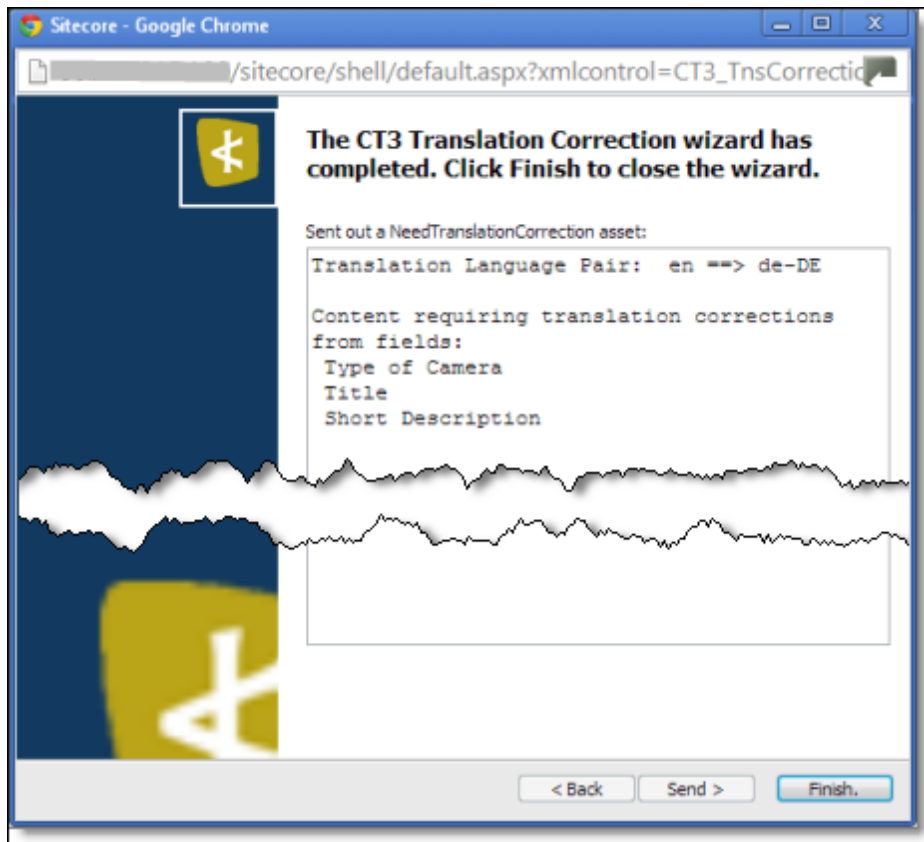 Sitecore - Google Chrome
/sitecore/shell/default.aspx?xmlcontrol=CT3_TnsCorrectio
The CT3 Translation Correction wizard has
completed. Click Finish to close the wizard.
Sent out a NeedTranslationCorrection asset:
Translation Language Pair:  en ==> de-DE
Content requiring translation corrections
from fields:
Type of Camera
Title
Short Description
< Back
Send >
Finish.